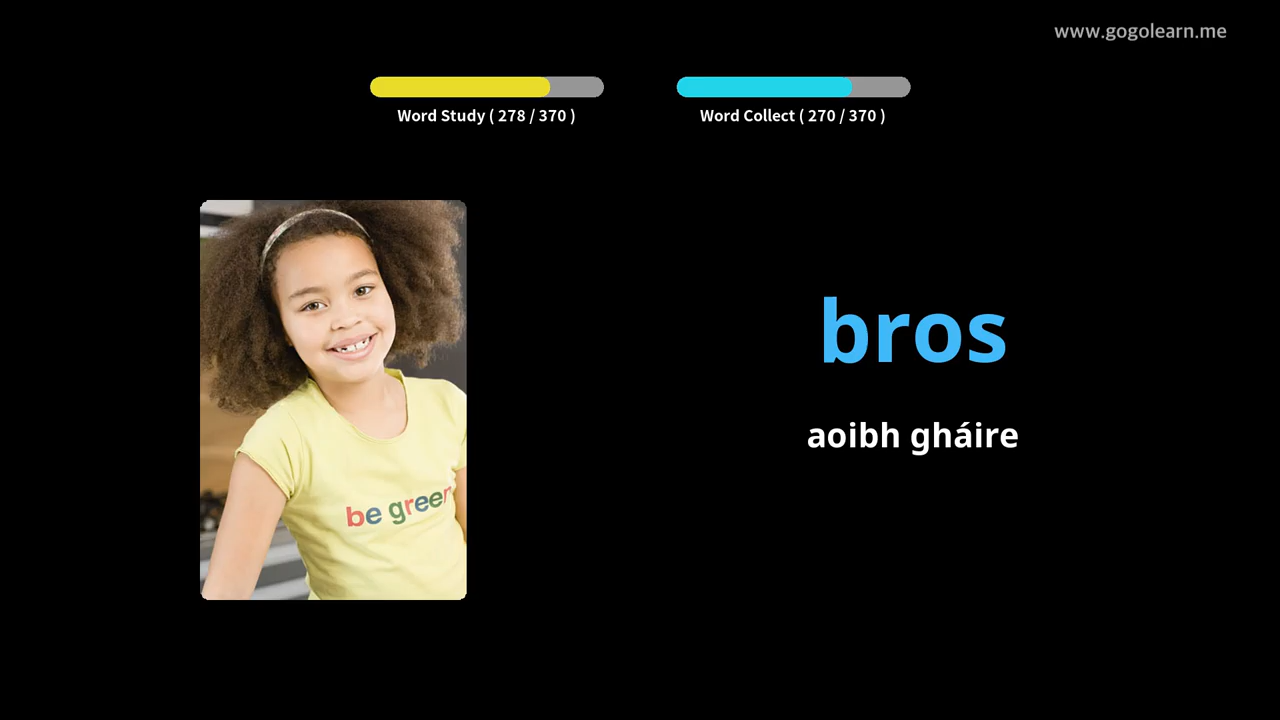 www.gogolearn.me
Word Study ( 278 / 370 )
Word Collect ( 270 / 370 )
bros
aoibh gháire
be green